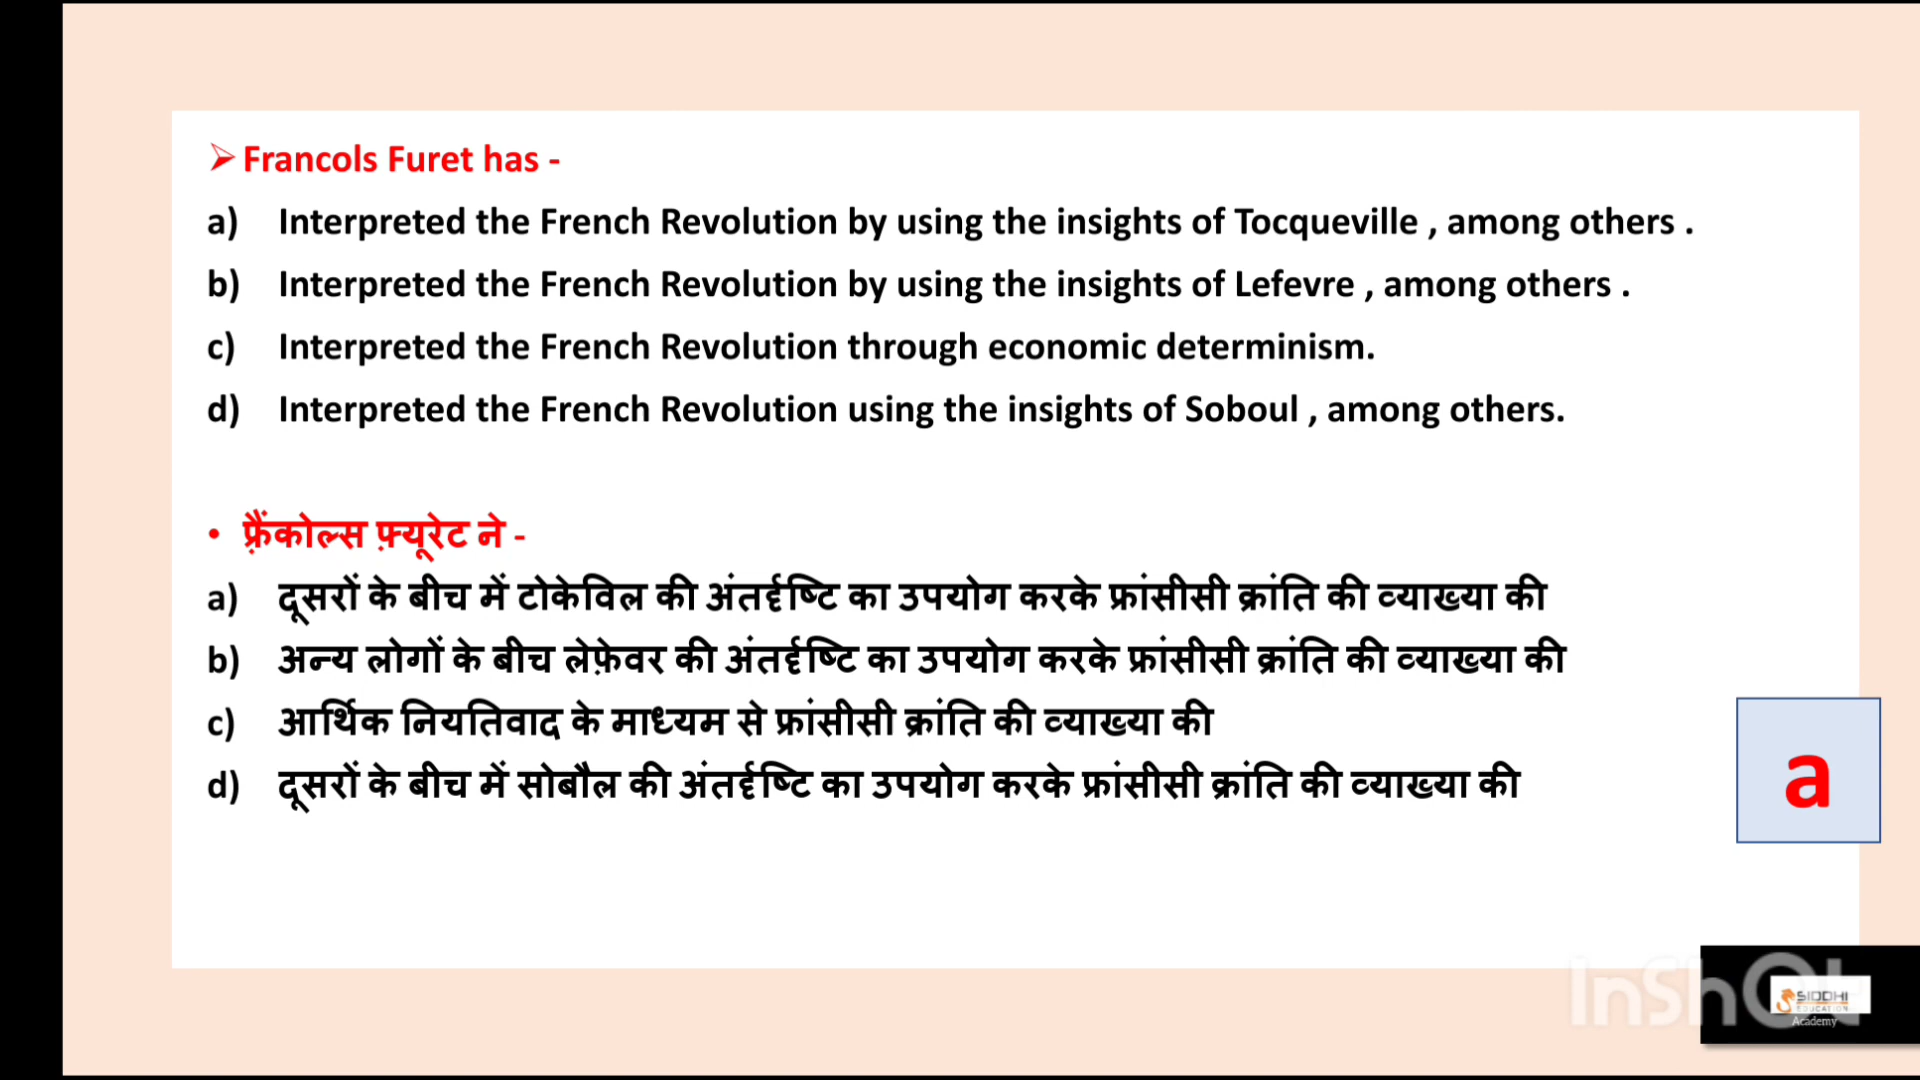 ➢ Francols Furet has -
a) Interpreted the French Revolution by using the insights of Tocqueville , among others .
b) Interpreted the French Revolution by using the insights of Lefevre , among others .
c) Interpreted the French Revolution through economic determinism.
d) Interpreted the French Revolution using the insights of Soboul , among others.
• फ़्रैंकोल्स फ़्यूरेट ने -
a) दूसरों के बीच में टोकेविल की अंतर्दृष्टि का उपयोग करके फ्रांसीसी क्रांति की व्याख्या की
b) अन्य लोगों के बीच लेफ़ेवर की अंतर्दृष्टि का उपयोग करके फ्रांसीसी क्रांति की व्याख्या की
c) आर्थिक नियतिवाद के माध्यम से फ्रांसीसी क्रांति की व्याख्या की
d) दूसरों के बीच में सोबौल की अंतर्दृष्टि का उपयोग करके फ्रांसीसी क्रांति की व्याख्या की
a
InShOt
SIDDHI
EDUCATION
Academy